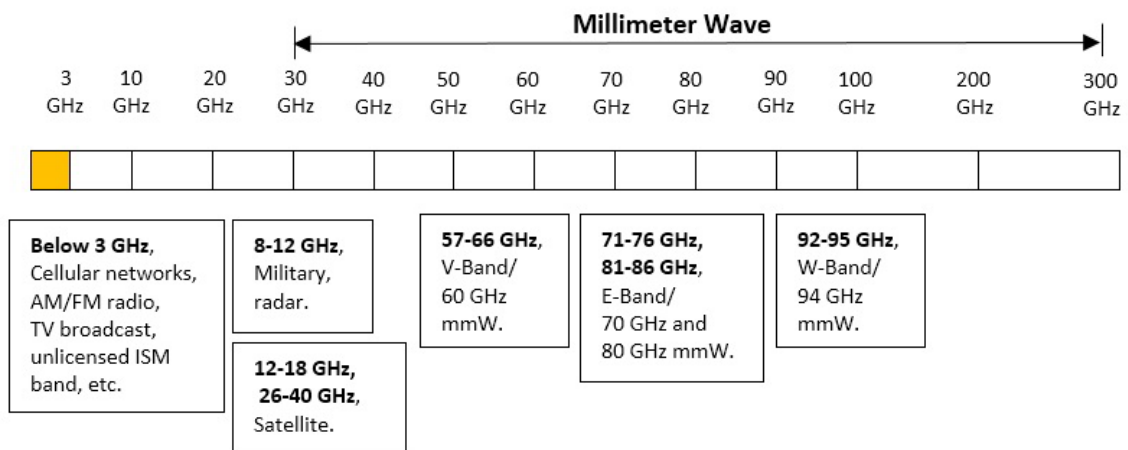 Millimeter Wave
3 10 20 30 40 50 60 70 80 90 100 200 300
GHz GHz GHz GHz GHz GHz GHz GHz GHz GHz GHz GHz GHz
Below 3 GHz,
Cellular networks,
AM/FM radio,
TV broadcast,
unlicensed ISM
band, etc.
8-12 GHz,
Military,
radar.
12-18 GHz,
26-40 GHz,
Satellite.
57-66 GHz,
V-Band/
60 GHz
mmW.
71-76 GHz,
81-86 GHz,
E-Band/
70 GHz and
80 GHz mmW.
92-95 GHz,
W-Band/
94 GHz
mmW.